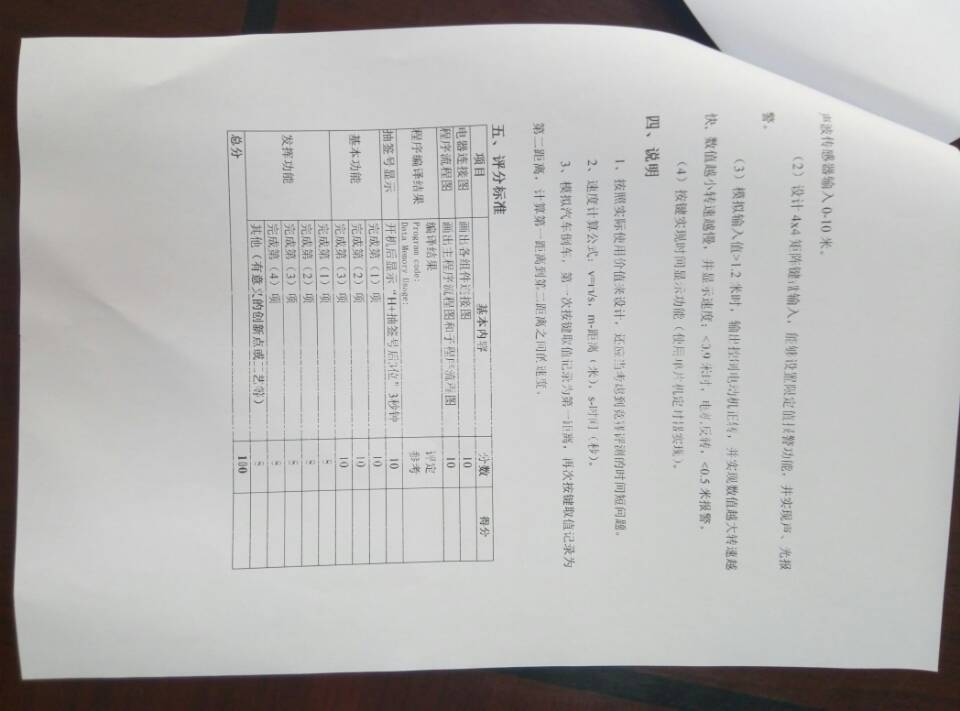 声波传感器输入 0-10 米。
（2）设计 4x4 矩阵键盘输入，能够设置限定值报警功能，并实现声、光报
警。
（3）模拟输入值>1.2 米时，输出控制电动机正转，并实现数值越大转速越
快，数值越小转速越慢，并显示速度；<0.9 米时，电机反转，<0.5 米报警。
（4）按键实现时间显示功能（使用单片机定时器实现）。
四、说明
1、按照实际使用价值来设计，还应当考虑到竞赛评测的时间短问题。
2、速度计算公式：v=m/s，m-距离（米），s-时间（秒）。
3、模拟汽车倒车，第一次按键取值记录为第一距离，再次按键取值记录为
第二距离，计算第一距离到第二距离之间的速度。
五、评分标准
项目 基本内容 分数 得分
电器连接图 画出各组件连接图 10
程序流程图 画出主程序流程图和子程序流程图 10
程序编译结果 编译结果 评定
Program code: 参考
Data Memory Usage:
抽签号显示 开机后显示“H+抽签号后3位”3秒钟 10
基本功能 完成第（1）项 10
完成第（2）项 10
完成第（3）项 10
发挥功能 完成第（1）项
完成第（2）项
完成第（3）项
完成第（4）项
其他（有意义的创新点或工艺等）
总分 100